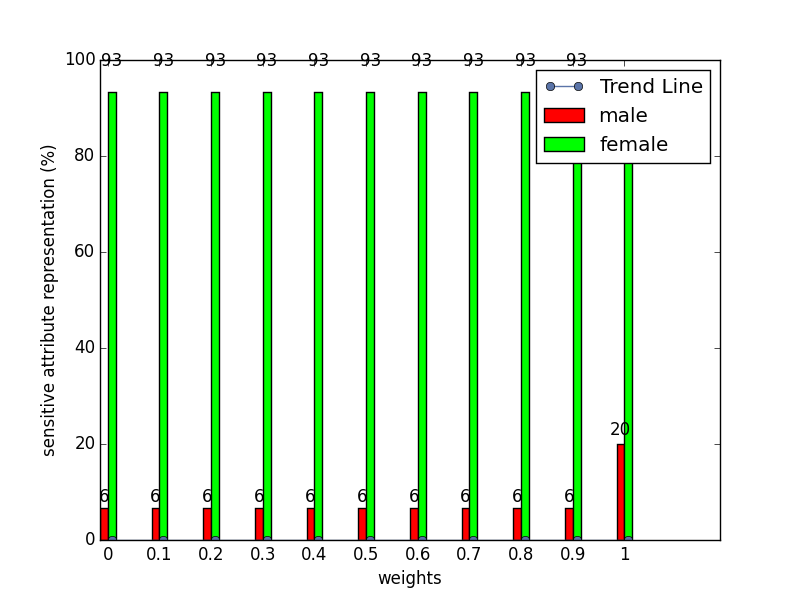 93 93 93 93 93 93 93 93 93 93
100
Trend Line
male
female
80
60
sensitive attribute representation (%)
40
20
20
6 6 6 6 6 6 6 6 6 6
0
0 0.1 0.2 0.3 0.4 0.5 0.6 0.7 0.8 0.9 1
weights